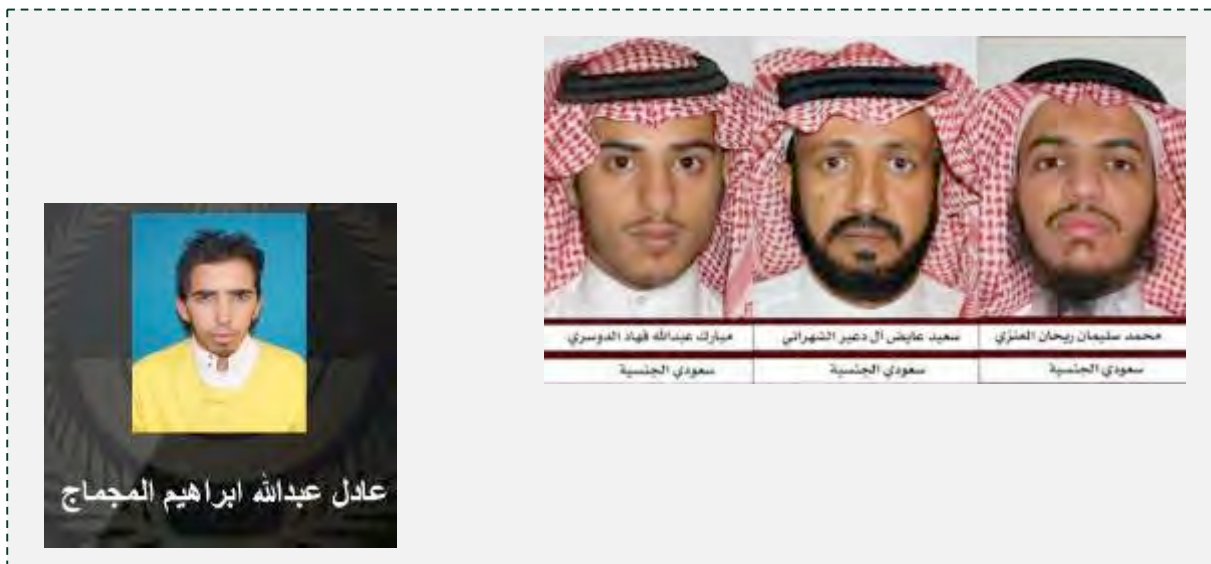 محمد سليمان ريحان العنزي
سعيد عايض آل دعير الشهراني
مبارك عبدالله فهاد الدوسري
سعودي الجنسية
سعودي الجنسية
سعودي الجنسية
عادل عبدالله ابراهيم المجماج